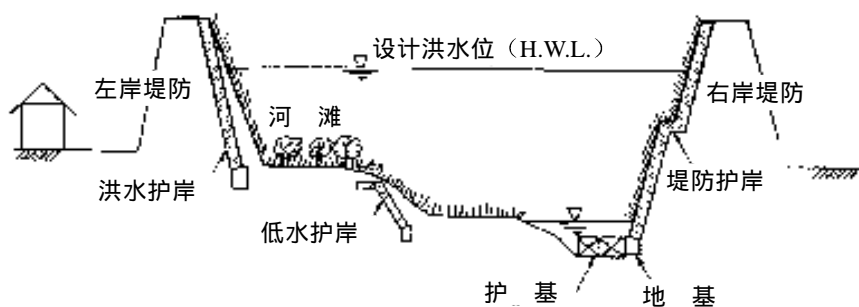 设计洪水位（H.W.L.）
左岸堤防
右岸堤防
河 滩
洪水护岸
堤防护岸
低水护岸
护 基
地 基